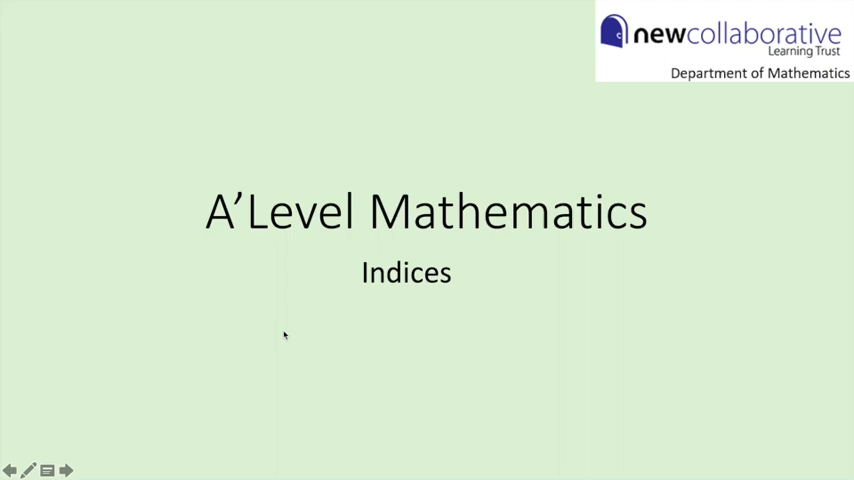 newcollaborative
Learning Trust
Department of Mathematics
A’Level Mathematics
Indices